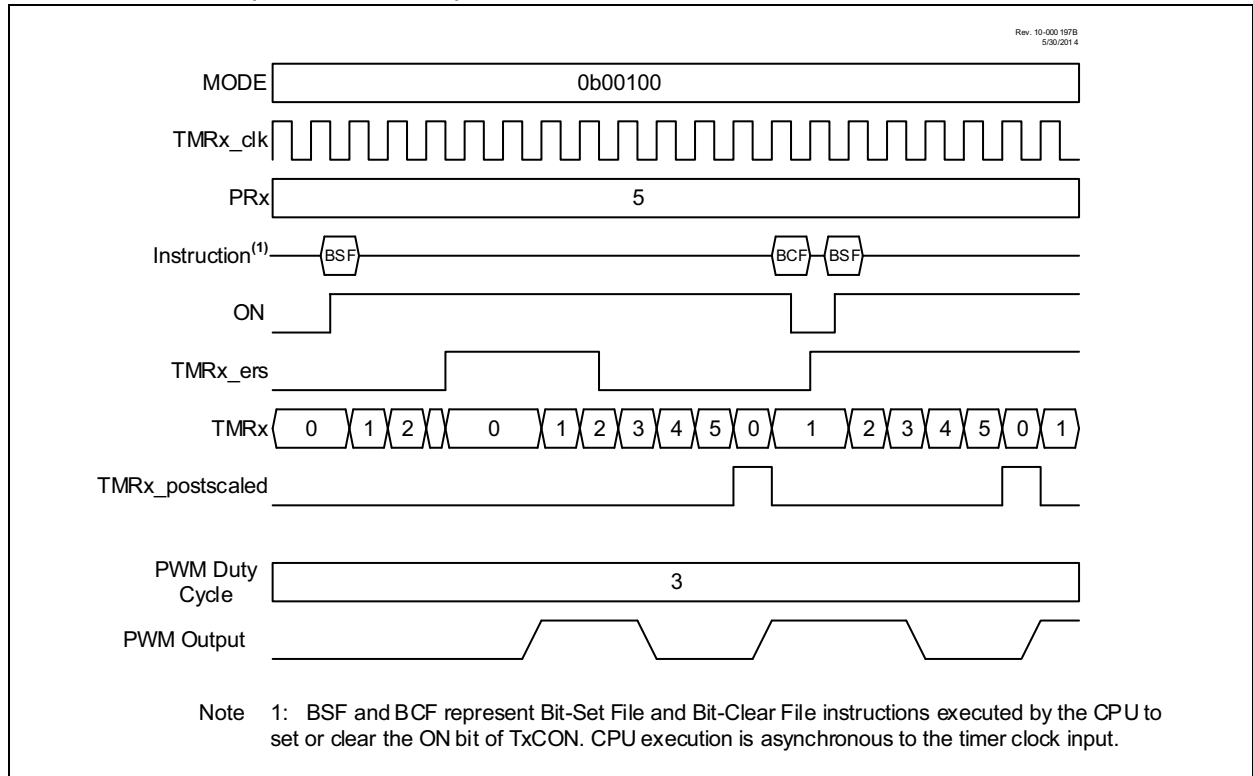 Rev. 10-000 197B
5/30/201 4
MODE 0b00100
TMRx_clk
PRx 5
Instruction(1) BSF BCF BSF
ON
TMRx_ers
TMRx 0 1 2 0 1 2 3 4 5 0 1 2 3 4 5 0 1
TMRx_postscaled
PWM Duty
Cycle 3
PWM Output
Note 1: BSF and BCF represent Bit-Set File and Bit-Clear File instructions executed by the CPU to
set or clear the ON bit of TxCON. CPU execution is asynchronous to the timer clock input.